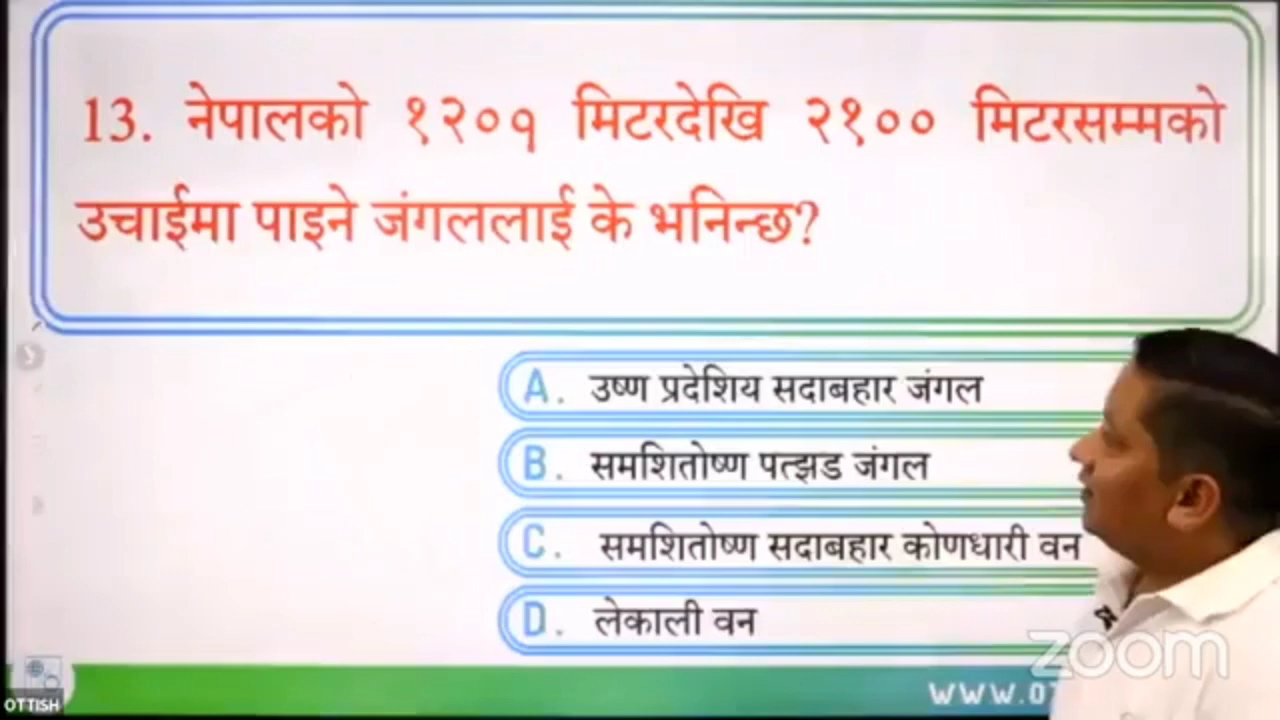 13. नेपालको १२०१ मिटरदेखि २१०० मिटरसम्मको
उचाईमा पाइने जंगललाई के भनिन्छ?
A. उष्ण प्रदेशिय सदाबहार जंगल
B. समशितोष्ण पत्झड जंगल
C. समशितोष्ण सदाबहार कोणधारी वन
D. लेकाली वन
zoom
OTTISH